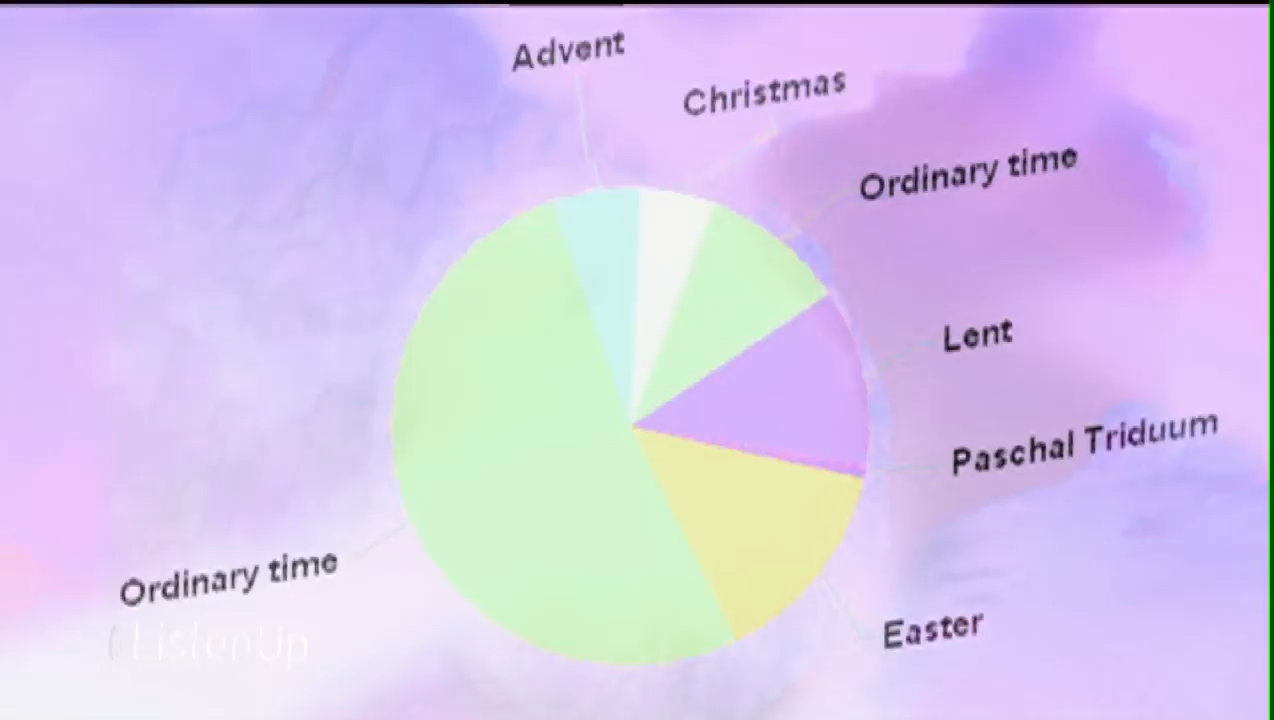 Advent
Christmas
Ordinary time
Lent
Paschal Triduum
Easter
Ordinary time
ListenUp